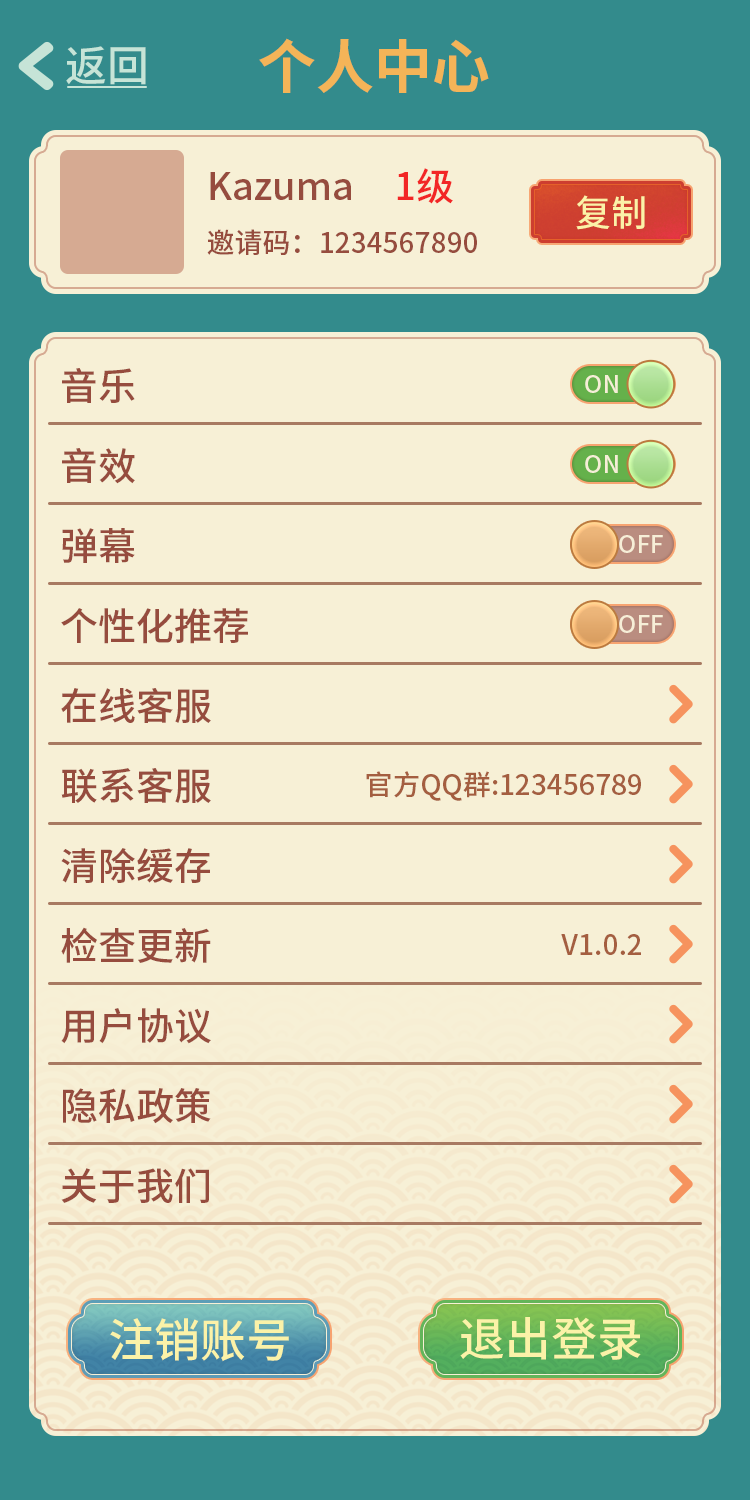 返回 个人中心
Kazuma 1级
邀请码：1234567890
复制
音乐 ON
音效 ON
弹幕 OFF
个性化推荐 OFF
在线客服
联系客服 官方QQ群:123456789
清除缓存
检查更新 V1.0.2
用户协议
隐私政策
关于我们
注销账号 退出登录